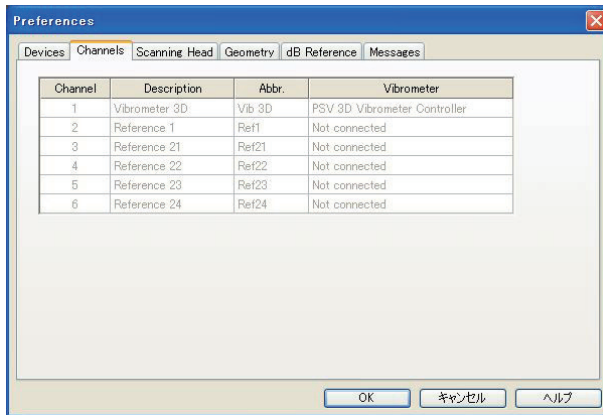 Preferences
Devices Channels Scanning Head Geometry dB Reference Messages
Channel Description Abbr. Vibrometer
1 Vibrometer 3D Vib 3D PSV 3D Vibrometer Controller
2 Reference 1 Ref1 Not connected
3 Reference 21 Ref21 Not connected
4 Reference 22 Ref22 Not connected
5 Reference 23 Ref23 Not connected
6 Reference 24 Ref24 Not connected
OK キャンセル ヘルプ